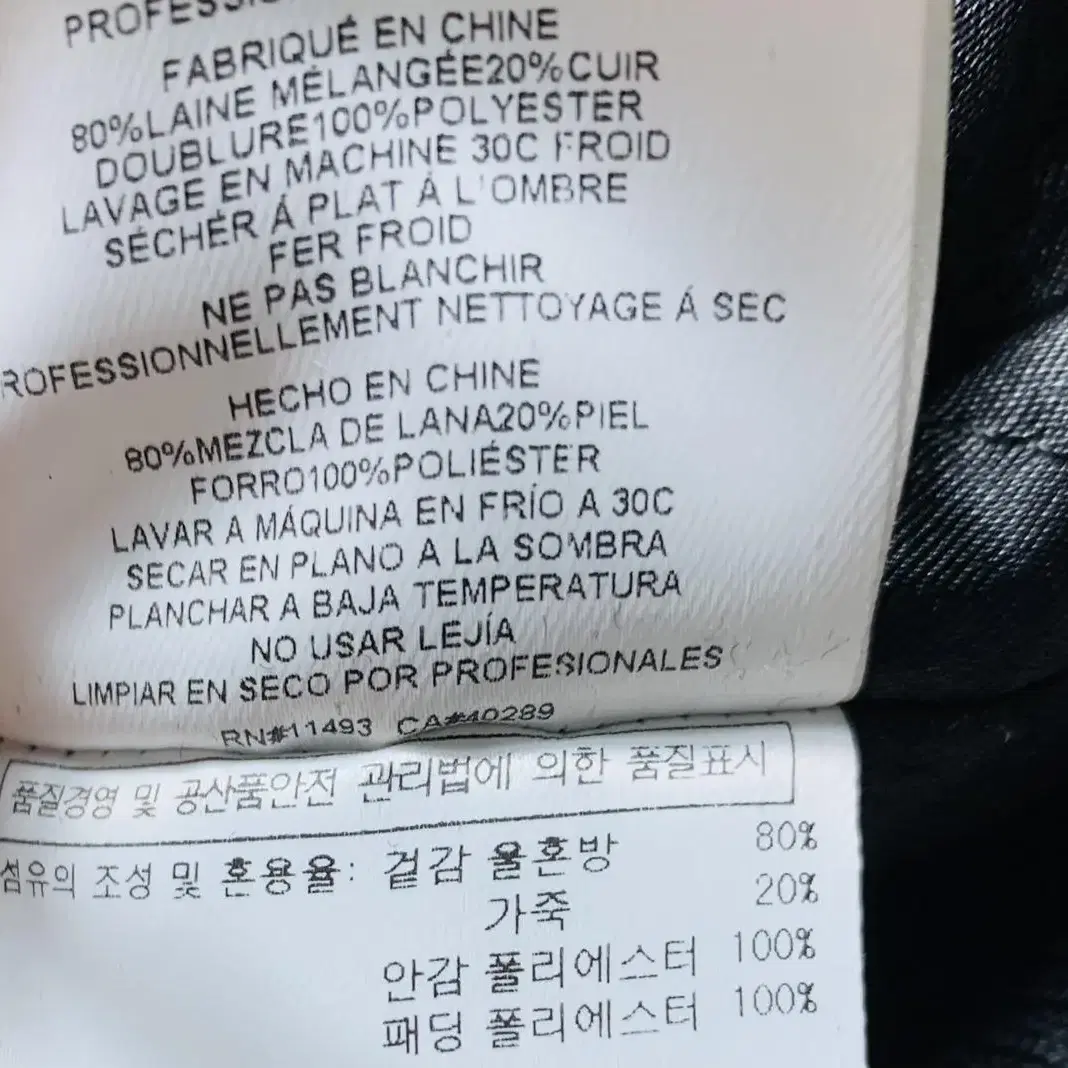 FABRIQUÉ EN CHINE
80%LAINE MÉLANGÉE20%CUIR
DOUBLURE100%POLYESTER
LAVAGE EN MACHINE 30C FROID
SÉCHÉR Á PLAT Á L'OMBRE
FER FROID
NE PAS BLANCHIR
ROFESSIONNELLEMENT NETTOYAGE Á SEC
HECHO EN CHINE
80%MEZCLA DE LANA20%PIEL
FORRO100%POLIÉSTER
LAVAR A MÁQUINA EN FRÍO A 30C
SECAR EN PLANO A LA SOMBRA
PLANCHAR A BAJA TEMPERATURA
NO USAR LEJÍA
LIMPIAR EN SECO POR PROFESIONALES
RN#11493 CA#40289
품질경영 및 공산품안전 관리법에 의한 품질표시
섬유의 조성 및 혼용율: 겉감 울혼방 80%
가죽 20%
안감 폴리에스터 100%
패딩 폴리에스터 100%